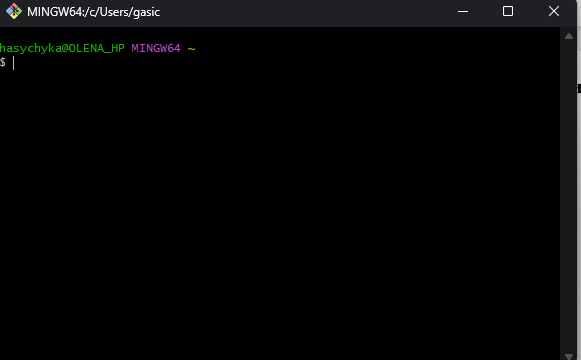 MINGW64:/c/Users/gasic
hasychyka@OLENA_HP MINGW64 ~
$